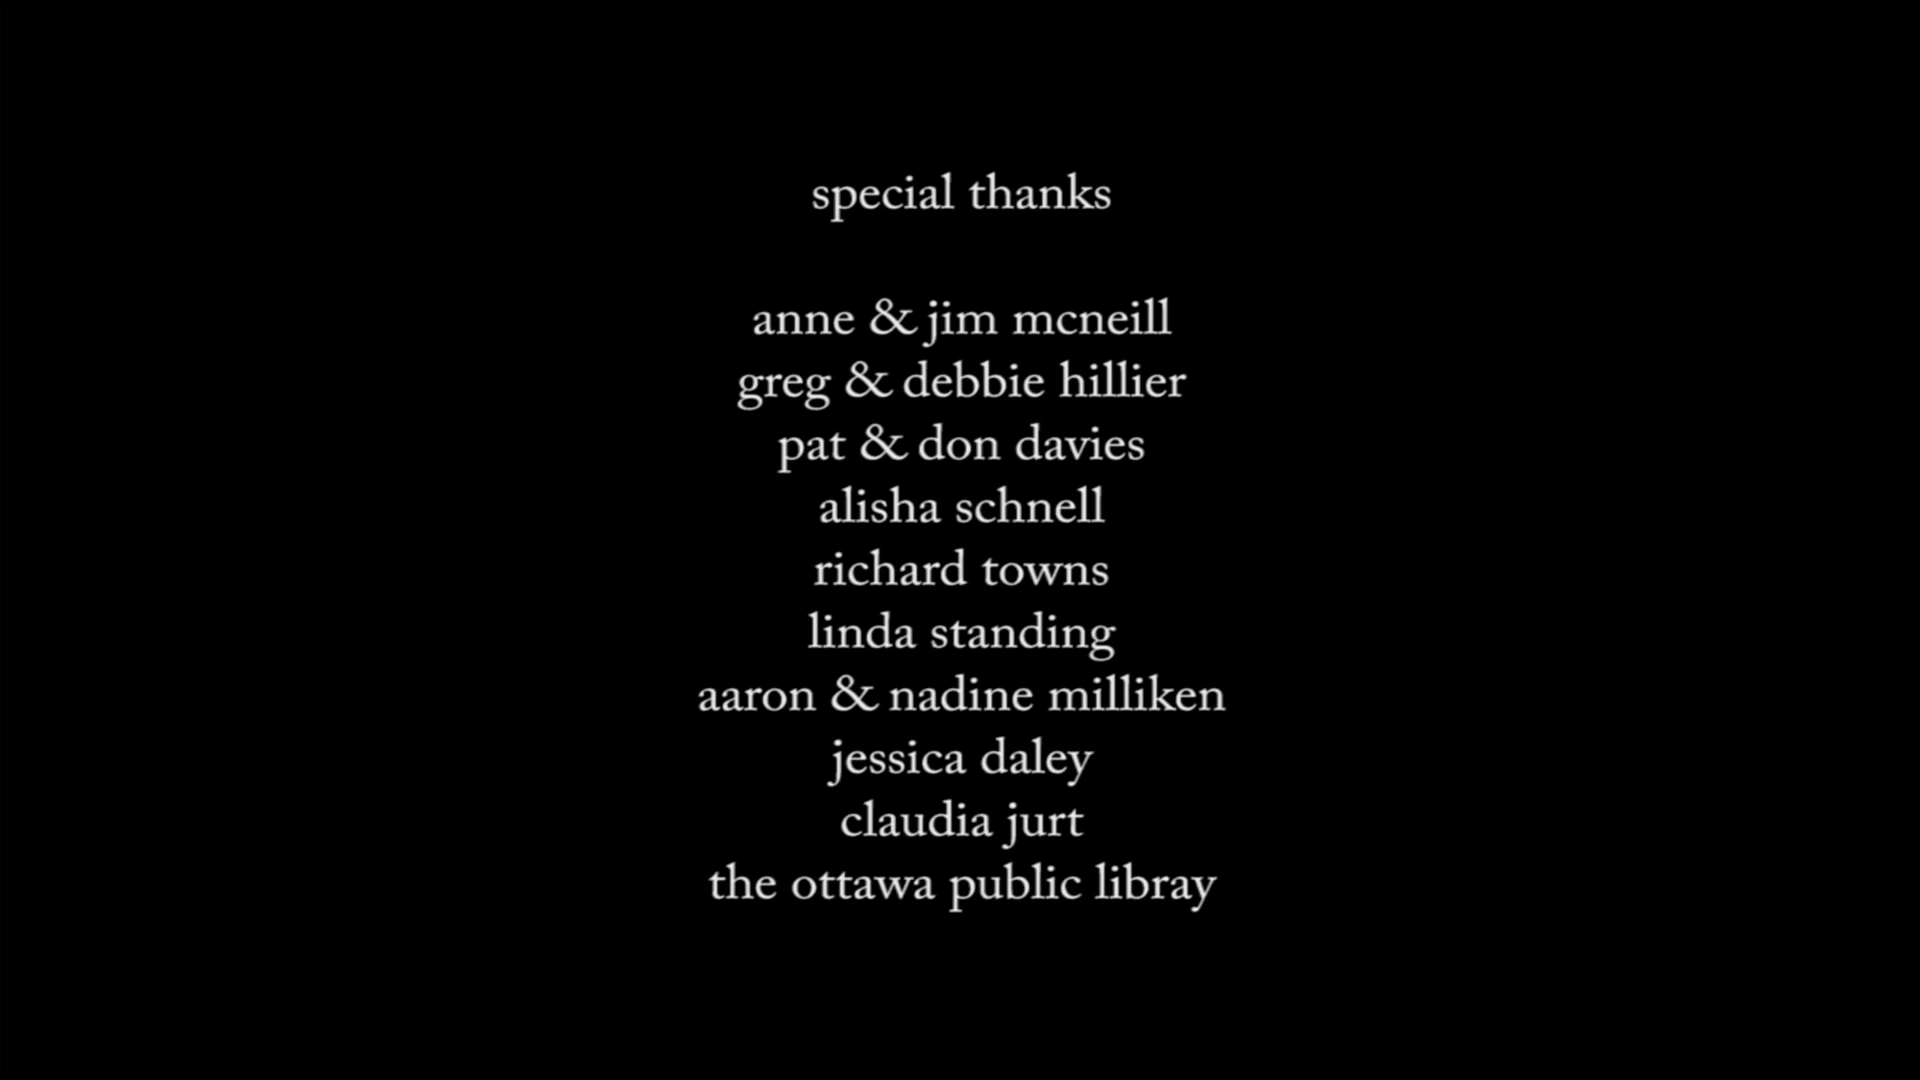 special thanks
anne & jim mcneill
greg & debbie hillier
pat & don davies
alisha schnell
richard towns
linda standing
aaron & nadine milliken
jessica daley
claudia jurt
the ottawa public libray